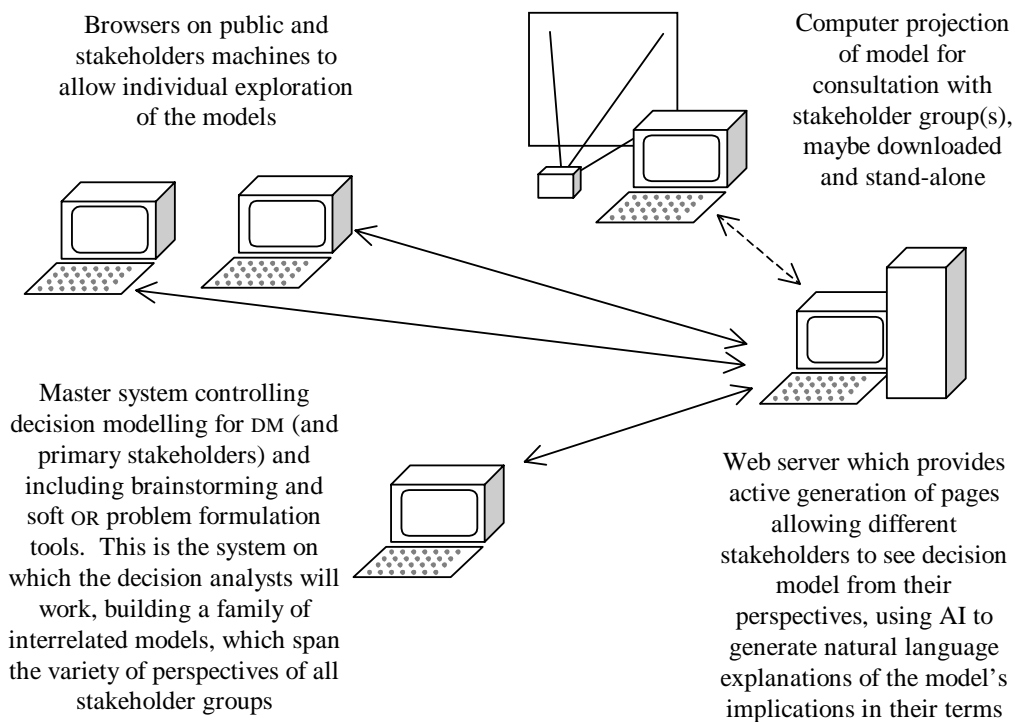 Browsers on public and
stakeholders machines to
allow individual exploration
of the models
Computer projection
of model for
consultation with
stakeholder group(s),
maybe downloaded
and stand-alone
Master system controlling
decision modelling for DM (and
primary stakeholders) and
including brainstorming and
soft OR problem formulation
tools.  This is the system on
which the decision analysts will
work, building a family of
interrelated models, which span
the variety of perspectives of all
stakeholder groups
Web server which provides
active generation of pages
allowing different
stakeholders to see decision
model from their
perspectives, using AI to
generate natural language
explanations of the model's
implications in their terms